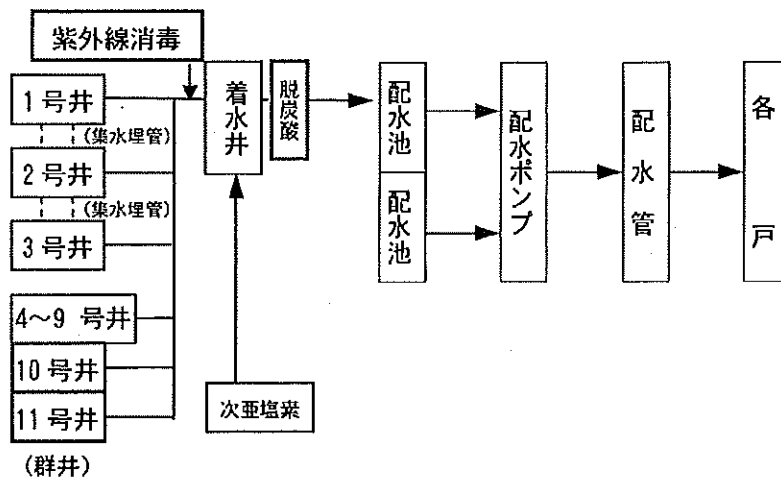 紫外線消毒
1号井
(集水埋管)
2号井
(集水埋管)
3号井
4～9 号井
10号井
11号井
(群井)
着水井
脱炭酸
次亜塩素
配水池
配水池
配水ポンプ
配水管
各戸